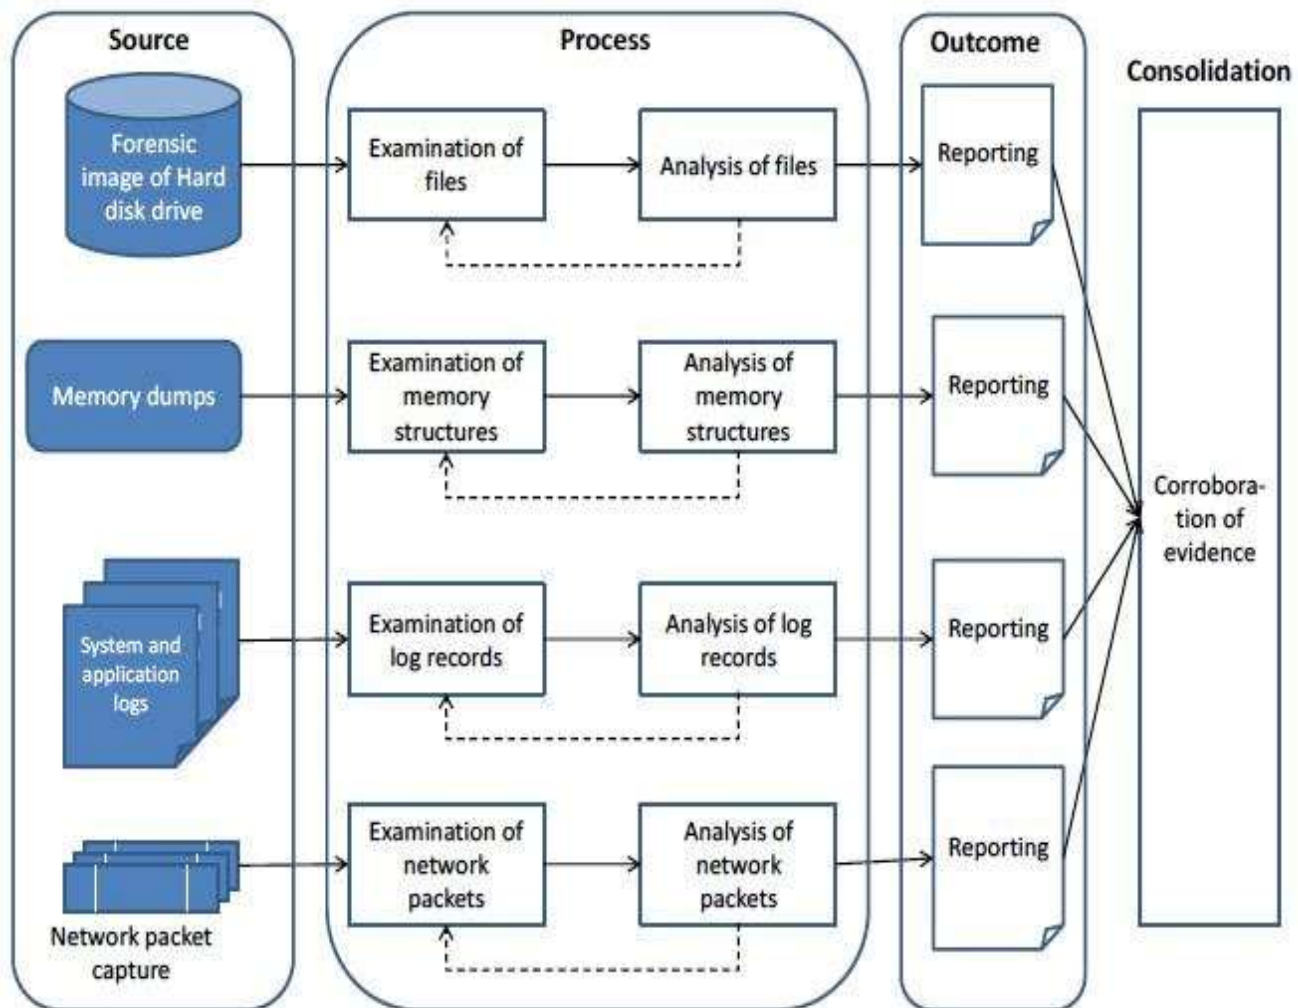 Source
Process
Outcome
Consolidation
Forensic
image of Hard
disk drive
Examination of
files
Analysis of files
Reporting
Memory dumps
Examination of
memory
structures
Analysis of
memory
structures
Reporting
System and
application
logs
Examination of
log records
Analysis of log
records
Reporting
Network packet
capture
Examination of
network
packets
Analysis of
network
packets
Reporting
Corrobora-
tion of
evidence